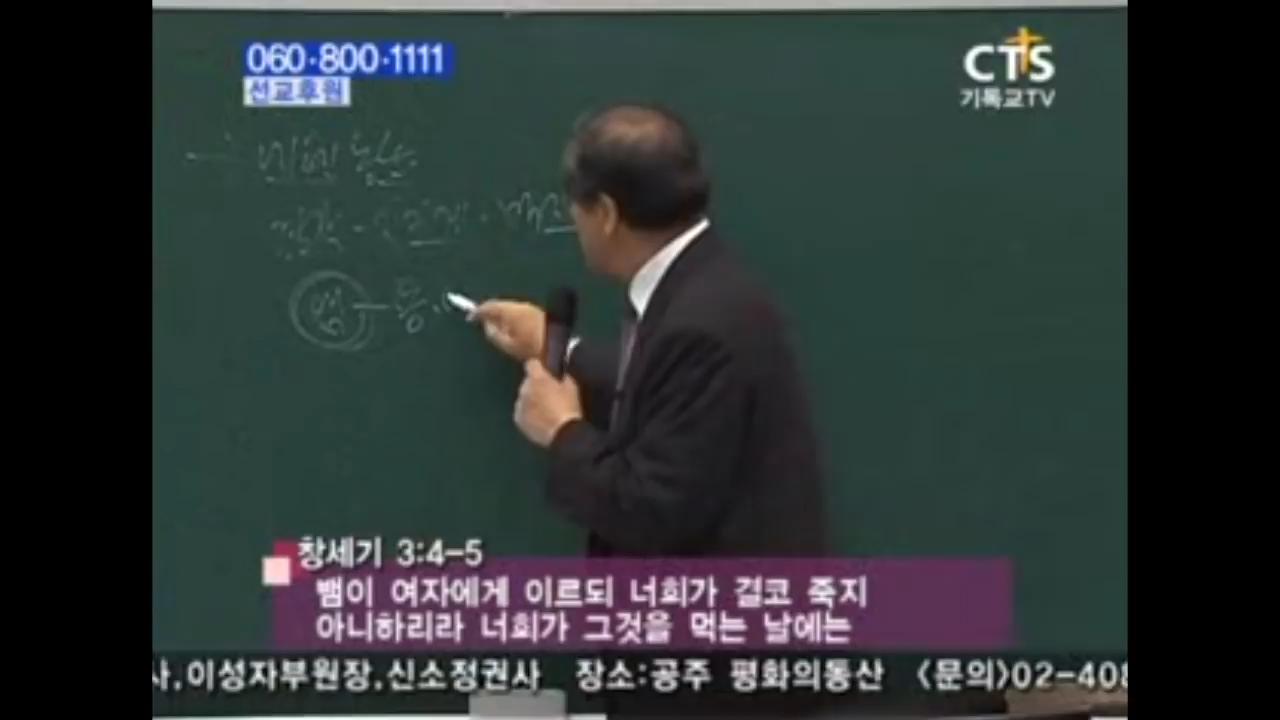 060·800·1111
선교후원
CTS
기독교TV
뱀
창세기 3:4-5
뱀이 여자에게 이르되 너희가 결코 죽지
아니하리라 너희가 그것을 먹는 날에는
사,이성자부원장,신소정권사 장소:공주 평화의동산 <문의>02-408